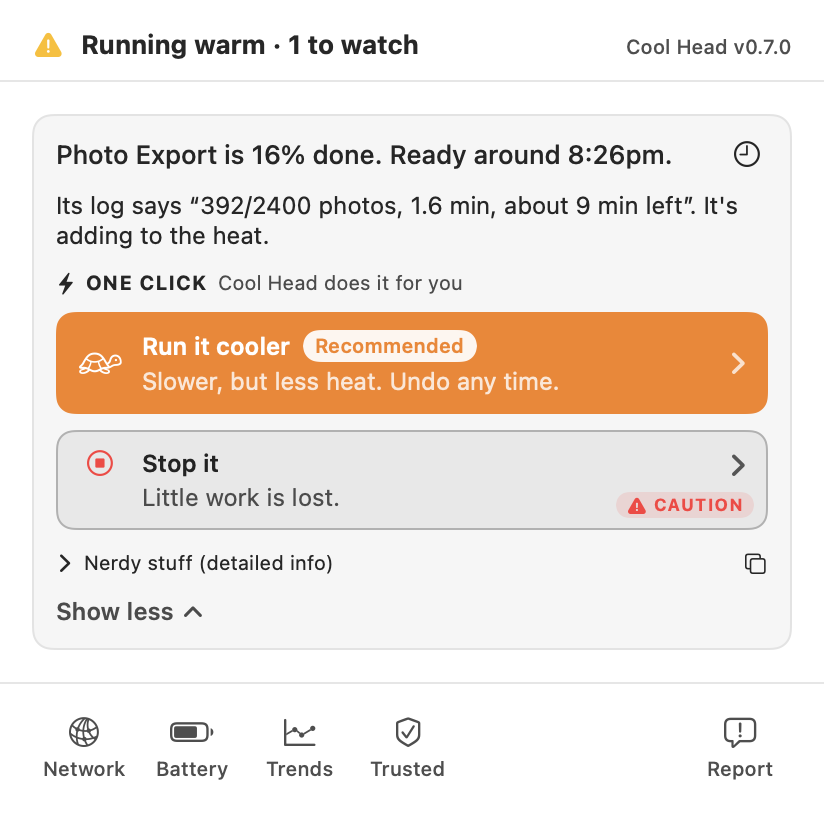 Running warm · 1 to watch
Cool Head v0.7.0
Photo Export is 16% done. Ready around 8:26pm.
Its log says “392/2400 photos, 1.6 min, about 9 min left”. It's
adding to the heat.
ONE CLICK Cool Head does it for you
Run it cooler Recommended
Slower, but less heat. Undo any time.
Stop it
Little work is lost.
CAUTION
Nerdy stuff (detailed info)
Show less
Network
Battery
Trends
Trusted
Report